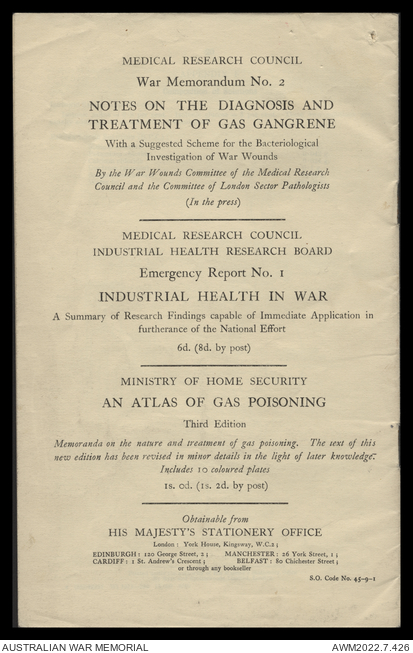 MEDICAL RESEARCH COUNCIL
War Memorandum No. 2
NOTES ON THE DIAGNOSIS AND
TREATMENT OF GAS GANGRENE
With a Suggested Scheme for the Bacteriological
Investigation of War Wounds
By the War Wounds Committee of the Medical Research
Council and the Committee of London Sector Pathologists
(In the press)
MEDICAL RESEARCH COUNCIL
INDUSTRIAL HEALTH RESEARCH BOARD
Emergency Report No. 1
INDUSTRIAL HEALTH IN WAR
A Summary of Research Findings capable of Immediate Application in
furtherance of the National Effort
6d. (8d. by post)
MINISTRY OF HOME SECURITY
AN ATLAS OF GAS POISONING
Third Edition
Memoranda on the nature and treatment of gas poisoning. The text of this
new edition has been revised in minor details in the light of later knowledge.
Includes 10 coloured plates
1s. 0d. (1s. 2d. by post)
Obtainable from
HIS MAJESTY'S STATIONERY OFFICE
London : York House, Kingsway, W.C.2 ;
EDINBURGH : 120 George Street, 2 ; MANCHESTER : 26 York Street, 1 ;
CARDIFF : 1 St. Andrew's Crescent ; BELFAST : 80 Chichester Street ;
or through any bookseller
S.O. Code No. 45-9-1
AUSTRALIAN WAR MEMORIAL AWM2022.7.426